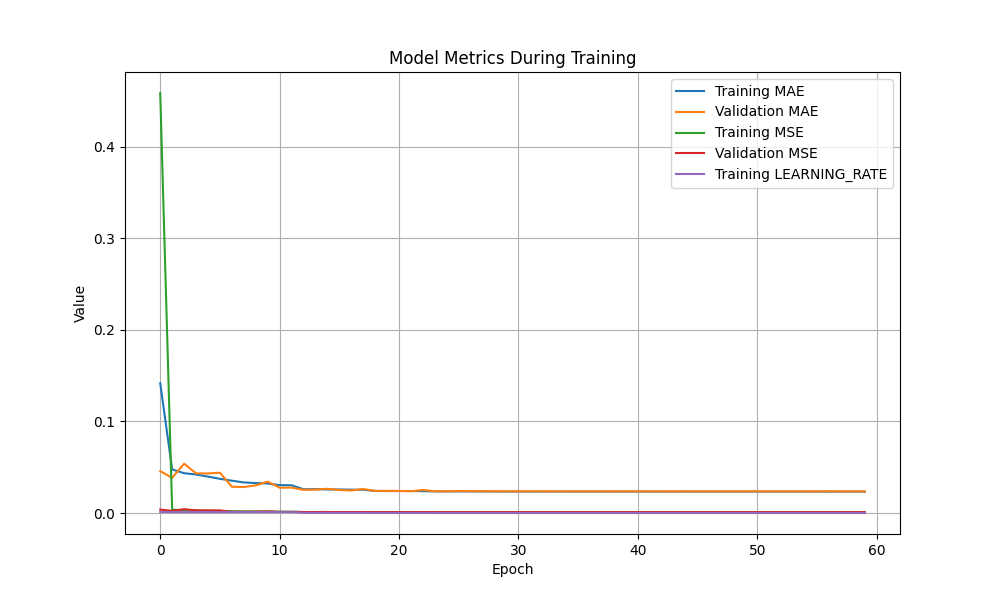 Model Metrics During Training
Training MAE
Validation MAE
Training MSE
Validation MSE
Training LEARNING_RATE
Value
0.4
0.3
0.2
0.1
0.0
0 10 20 30 40 50 60
Epoch